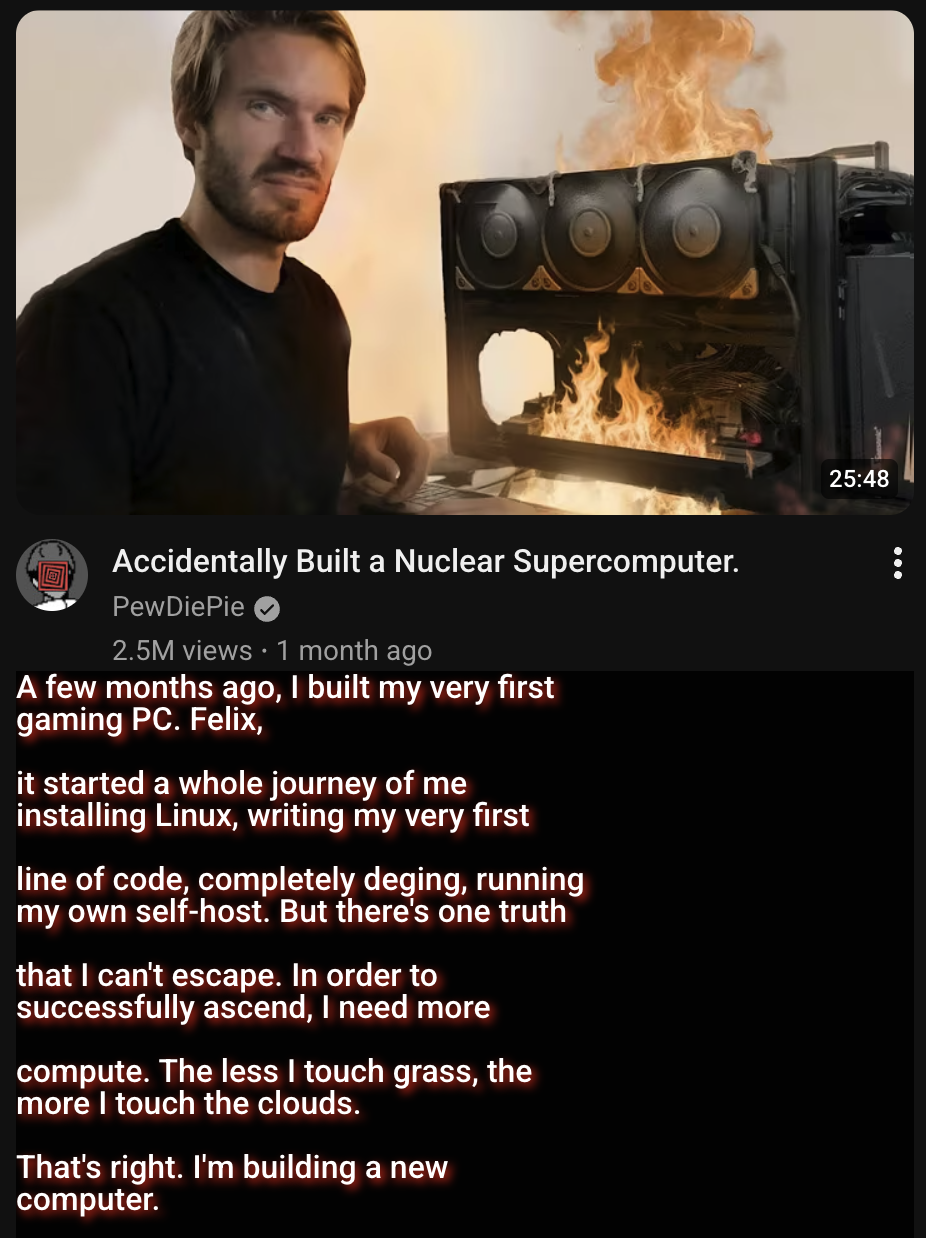 25:48
Accidentally Built a Nuclear Supercomputer.
PewDiePie
2.5M views · 1 month ago
A few months ago, I built my very first
gaming PC. Felix,
it started a whole journey of me
installing Linux, writing my very first
line of code, completely deging, running
my own self-host. But there's one truth
that I can't escape. In order to
successfully ascend, I need more
compute. The less I touch grass, the
more I touch the clouds.
That's right. I'm building a new
computer.